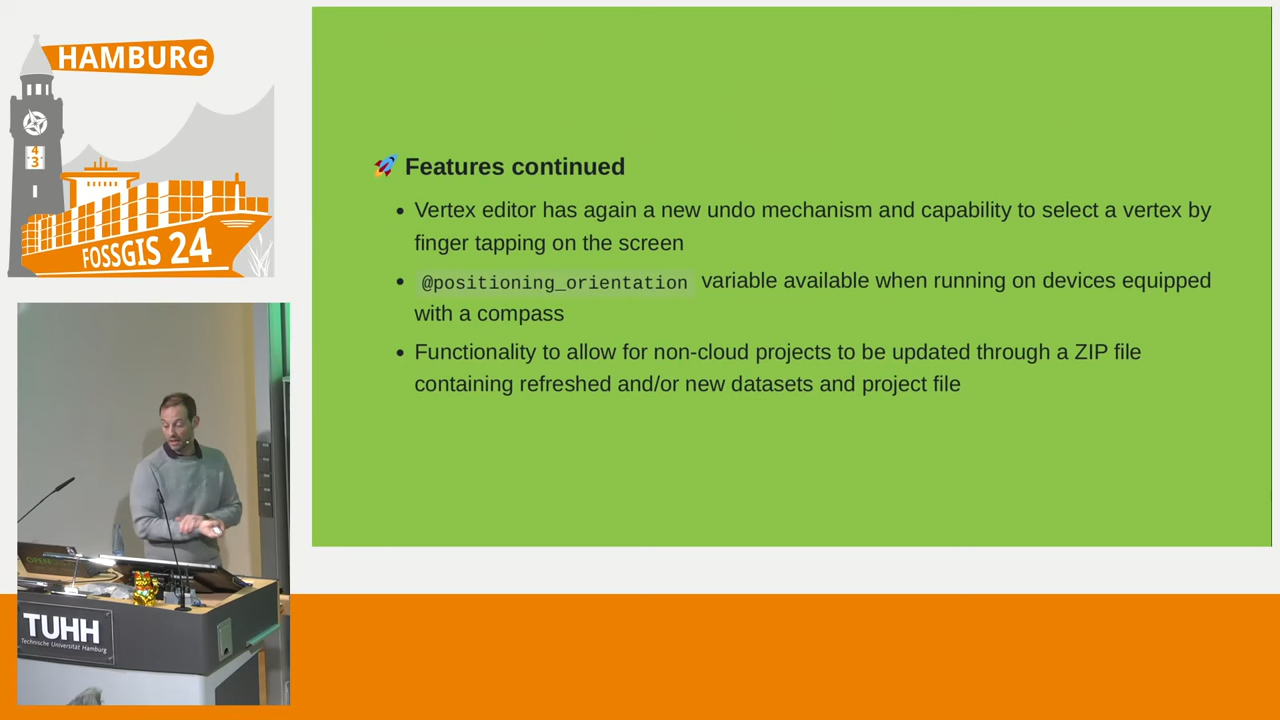 HAMBURG
4
3
FOSSGIS 24
🚀 Features continued
• Vertex editor has again a new undo mechanism and capability to select a vertex by
finger tapping on the screen
• @positioning_orientation variable available when running on devices equipped
with a compass
• Functionality to allow for non-cloud projects to be updated through a ZIP file
containing refreshed and/or new datasets and project file
TUHH
Technische Universität Hamburg